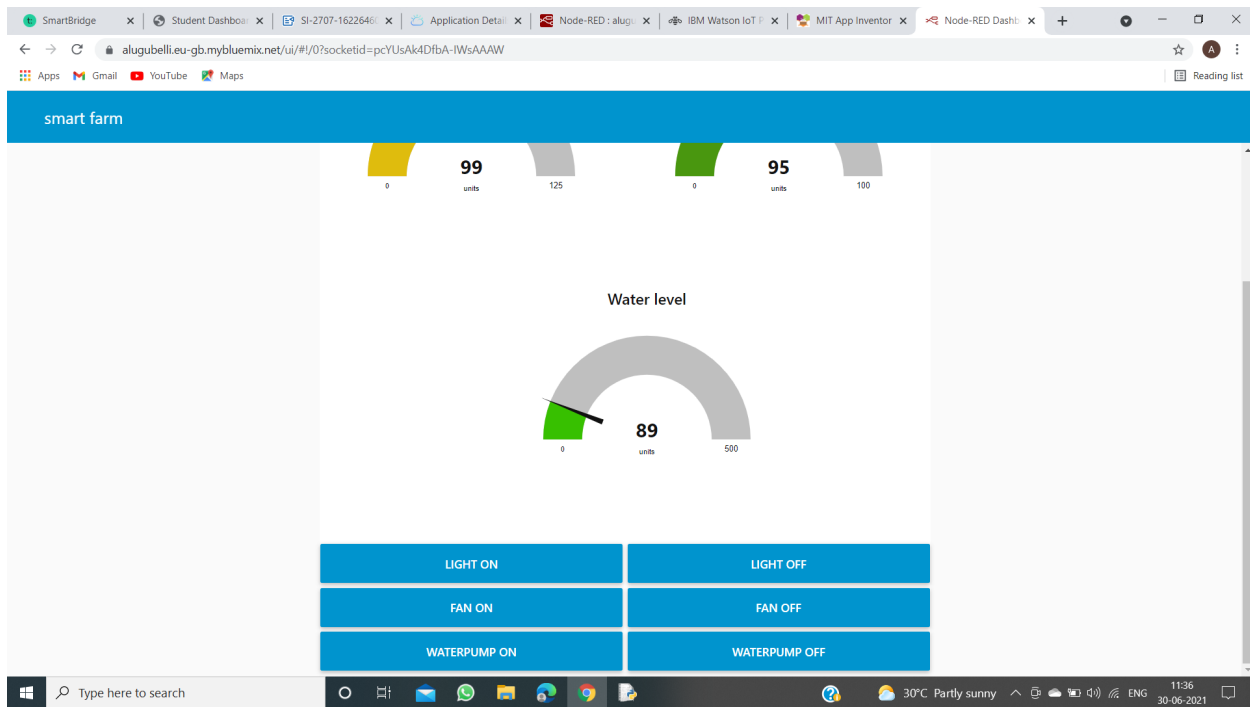 SmartBridge
Student Dashboar
SI-2707-1622646
Application Detail
Node-RED : alugu
IBM Watson IoT P
MIT App Inventor
Node-RED Dashb
alugubelli.eu-gb.mybluemix.net/ui/#!/0?socketid=pcYUsAk4DfbA-IWsAAAW
A
Apps Gmail YouTube Maps Reading list
smart farm
99 95
0 units 125 0 units 100
Water level
89
0 units 500
LIGHT ON LIGHT OFF
FAN ON FAN OFF
WATERPUMP ON WATERPUMP OFF
Type here to search
30°C Partly sunny
ENG
11:36
30-06-2021